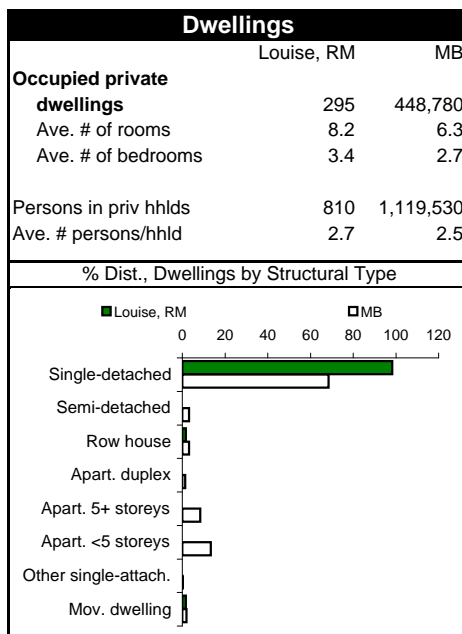 Dwellings
Louise, RM MB
Occupied private
dwellings 295 448,780
Ave. # of rooms 8.2 6.3
Ave. # of bedrooms 3.4 2.7
Persons in priv hhlds 810 1,119,530
Ave. # persons/hhld 2.7 2.5
% Dist., Dwellings by Structural Type
Louise, RM MB
0 20 40 60 80 100 120
Single-detached
Semi-detached
Row house
Apart. duplex
Apart. 5+ storeys
Apart. <5 storeys
Other single-attach.
Mov. dwelling